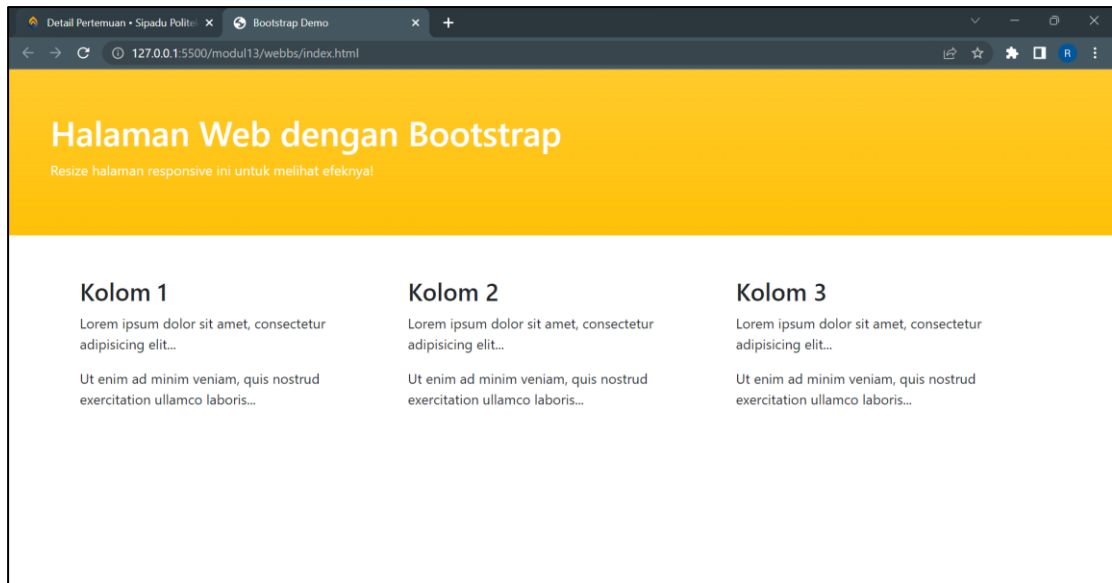 Detail Pertemuan • Sipadu Polite
Bootstrap Demo
127.0.0.1:5500/modul13/webbs/index.html
R
Halaman Web dengan Bootstrap
Resize halaman responsive ini untuk melihat efeknya!
Kolom 1
Lorem ipsum dolor sit amet, consectetur
adipisicing elit...
Ut enim ad minim veniam, quis nostrud
exercitation ullamco laboris...
Kolom 2
Lorem ipsum dolor sit amet, consectetur
adipisicing elit...
Ut enim ad minim veniam, quis nostrud
exercitation ullamco laboris...
Kolom 3
Lorem ipsum dolor sit amet, consectetur
adipisicing elit...
Ut enim ad minim veniam, quis nostrud
exercitation ullamco laboris...